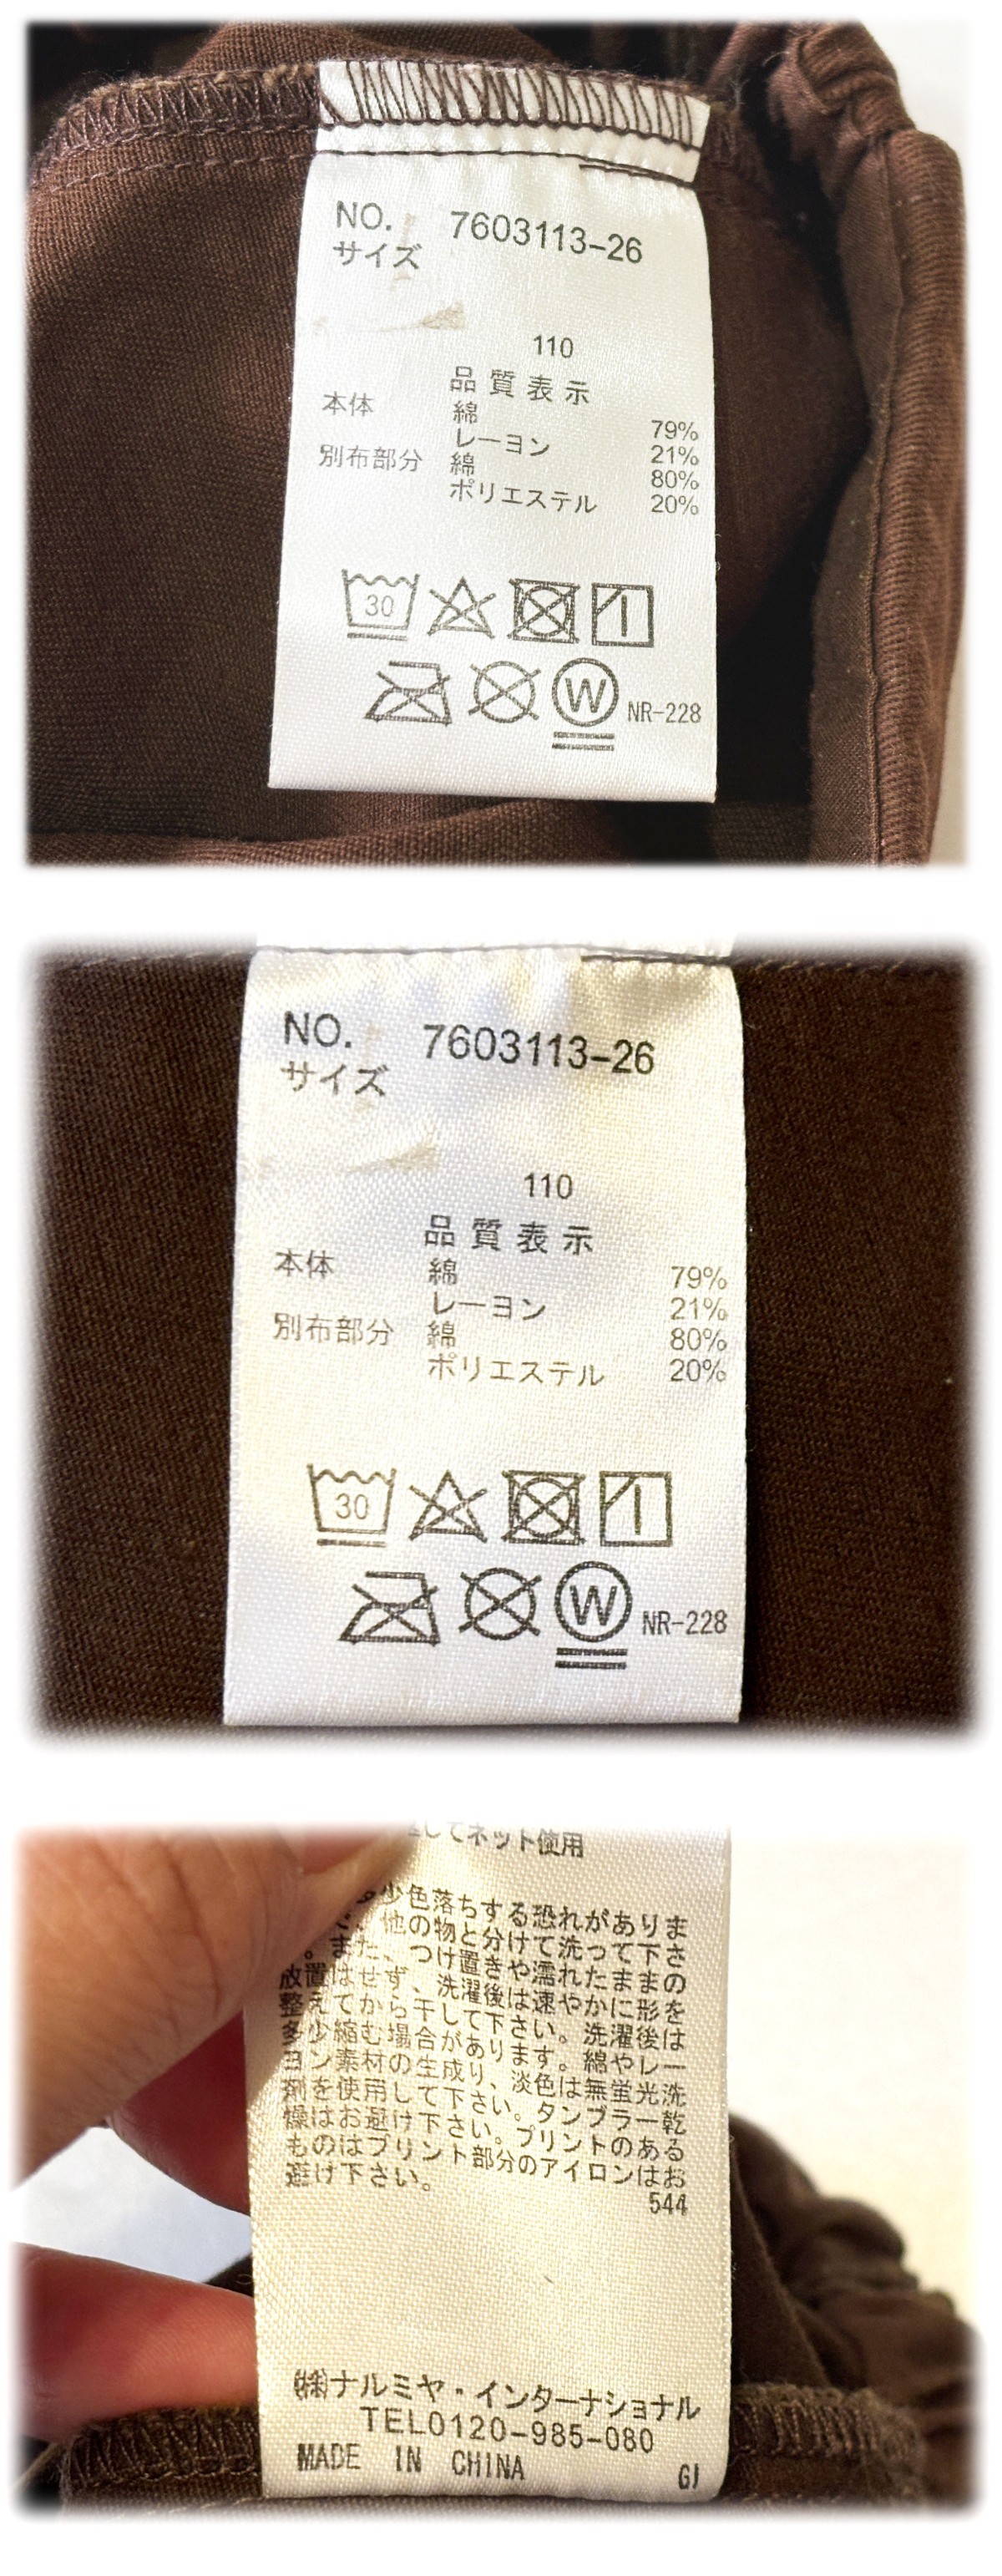 NO. 7603113-26
サイズ
110
品質表示
本体 綿 79%
レーヨン 21%
別布部分 綿 80%
ポリエステル 20%
30
W NR-228
NO. 7603113-26
サイズ
110
品質表示
本体 綿 79%
レーヨン 21%
別布部分 綿 80%
ポリエステル 20%
30
W NR-228
してネット使用
多少色落ちする恐れがありま
、他の物と分けて洗って下さ
。また、つけ置きや濡れたままの
放置はせず、洗濯後は速やかに形を
整えてから干して下さい。洗濯後は
多少縮む場合があります。綿やレー
ヨン素材の生成り、淡色は無蛍光洗
剤を使用して下さい。タンブラー乾
燥はお避け下さい。プリントのある
ものはプリント部分のアイロンはお
避け下さい。
544
㈱ナルミヤ・インターナショナル
TEL0120-985-080
MADE IN CHINA GI